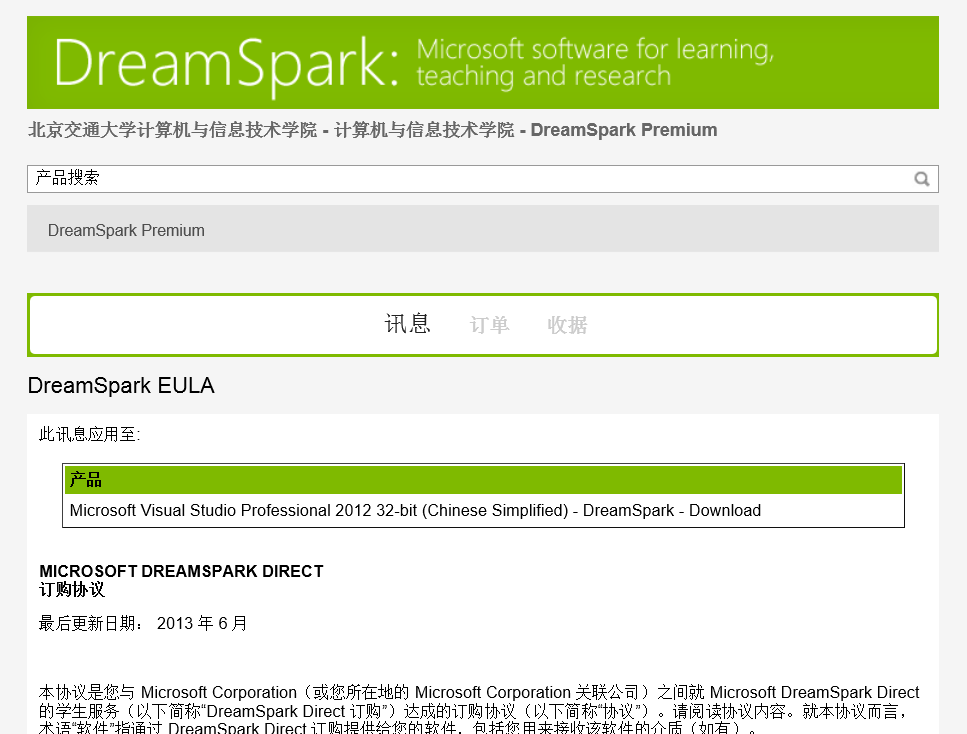 DreamSpark: Microsoft software for learning,
teaching and research
北京交通大学计算机与信息技术学院 - 计算机与信息技术学院 - DreamSpark Premium
产品搜索
DreamSpark Premium
讯息 订单 收据
DreamSpark EULA
此讯息应用至:
产品
Microsoft Visual Studio Professional 2012 32-bit (Chinese Simplified) - DreamSpark - Download
MICROSOFT DREAMSPARK DIRECT
订购协议
最后更新日期： 2013 年 6 月
本协议是您与 Microsoft Corporation（或您所在地的 Microsoft Corporation 关联公司）之间就 Microsoft DreamSpark Direct
的学生服务（以下简称“DreamSpark Direct 订购”）达成的订购协议（以下简称“协议”）。请阅读协议内容。就本协议而言，
术语“软件”指通过 DreamSpark Direct 订购提供给您的软件，包括您用来接收该软件的介质（如有）。